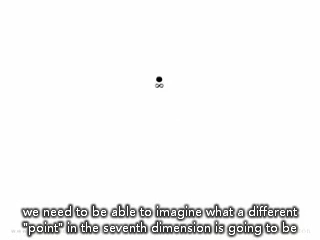 ∞
we need to be able to imagine what a different
"point" in the seventh dimension is going to be